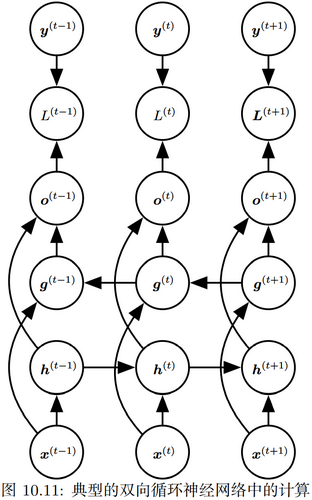 y(t−1) y(t) y(t+1)
L(t−1) L(t) L(t+1)
o(t−1) o(t) o(t+1)
g(t−1) g(t) g(t+1)
h(t−1) h(t) h(t+1)
x(t−1) x(t) x(t+1)
图 10.11: 典型的双向循环神经网络中的计算